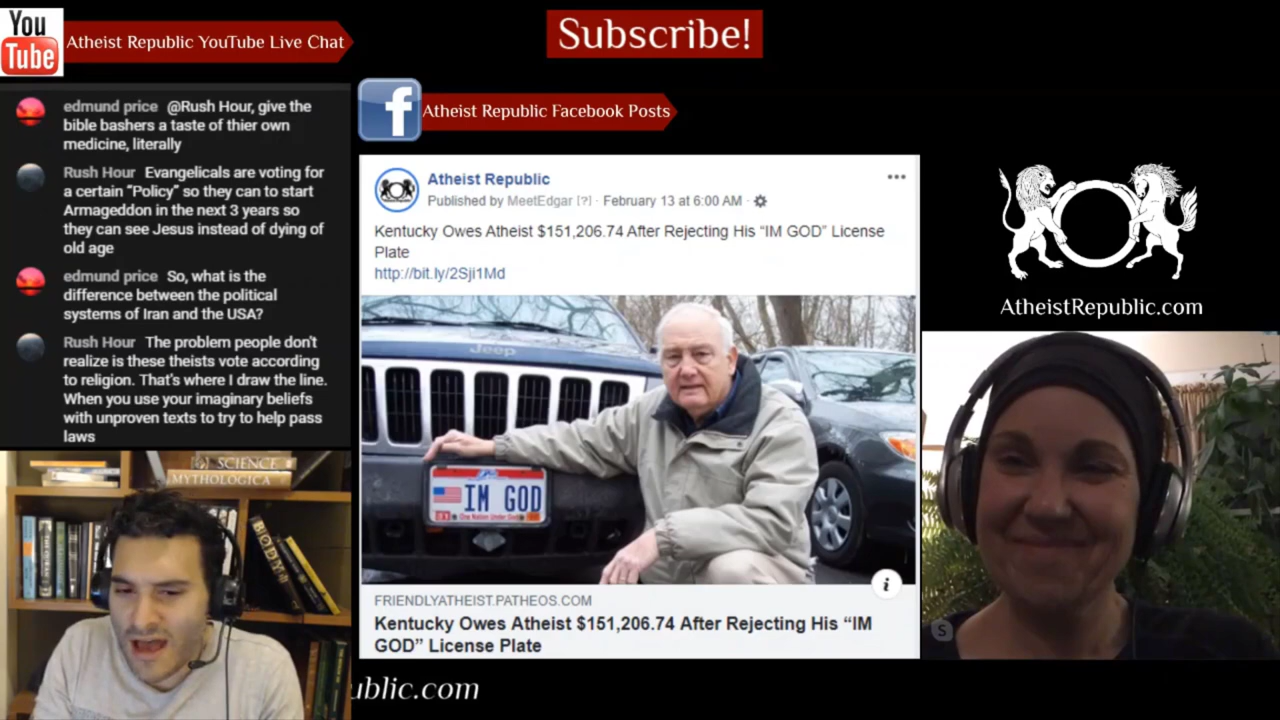 You
Tube
Atheist Republic YouTube Live Chat
Subscribe!
edmund price @Rush Hour, give the
bible bashers a taste of thier own
medicine, literally
Rush Hour Evangelicals are voting for
a certain "Policy" so they can to start
Armageddon in the next 3 years so
they can see Jesus instead of dying of
old age
edmund price So, what is the
difference between the political
systems of Iran and the USA?
Rush Hour The problem people don't
realize is these theists vote according
to religion. That's where I draw the line.
When you use your imaginary beliefs
with unproven texts to try to help pass
laws
f
Atheist Republic Facebook Posts
Atheist Republic
Published by MeetEdgar [?] · February 13 at 6:00 AM ·
Kentucky Owes Atheist $151,206.74 After Rejecting His “IM GOD” License
Plate
http://bit.ly/2Sji1Md
Jeep
IM GOD
One Nation Under God
i
FRIENDLYATHEIST.PATHEOS.COM
Kentucky Owes Atheist $151,206.74 After Rejecting His “IM
GOD” License Plate
AtheistRepublic.com
S
SCIENCE
MYTHOLOGICA
BODY
ublic.com